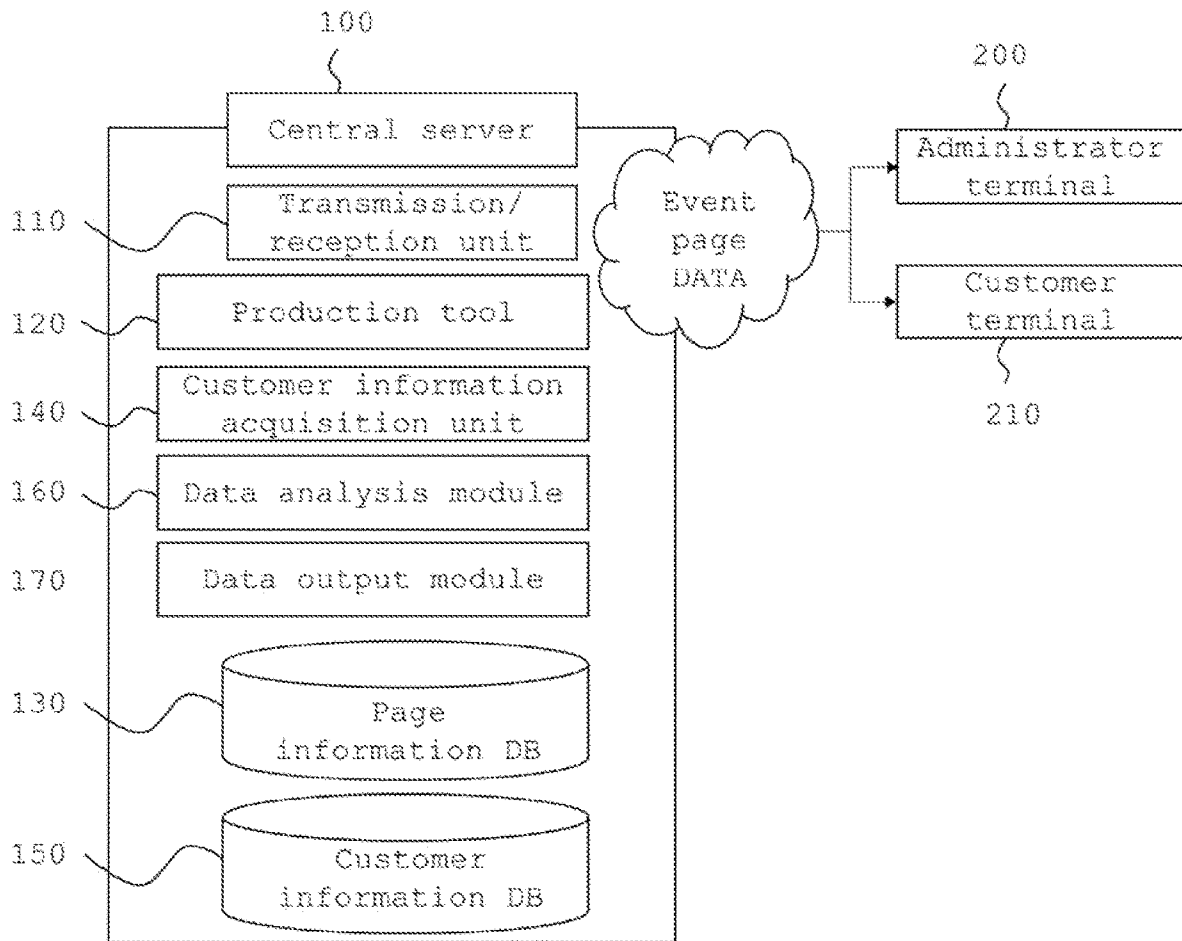 100
Central server
200
Administrator
terminal
110
Transmission/
reception unit
Event
page
DATA
120
Production tool
Customer
terminal
210
140
Customer information
acquisition unit
160
Data analysis module
170
Data output module
130
Page
information DB
150
Customer
information DB